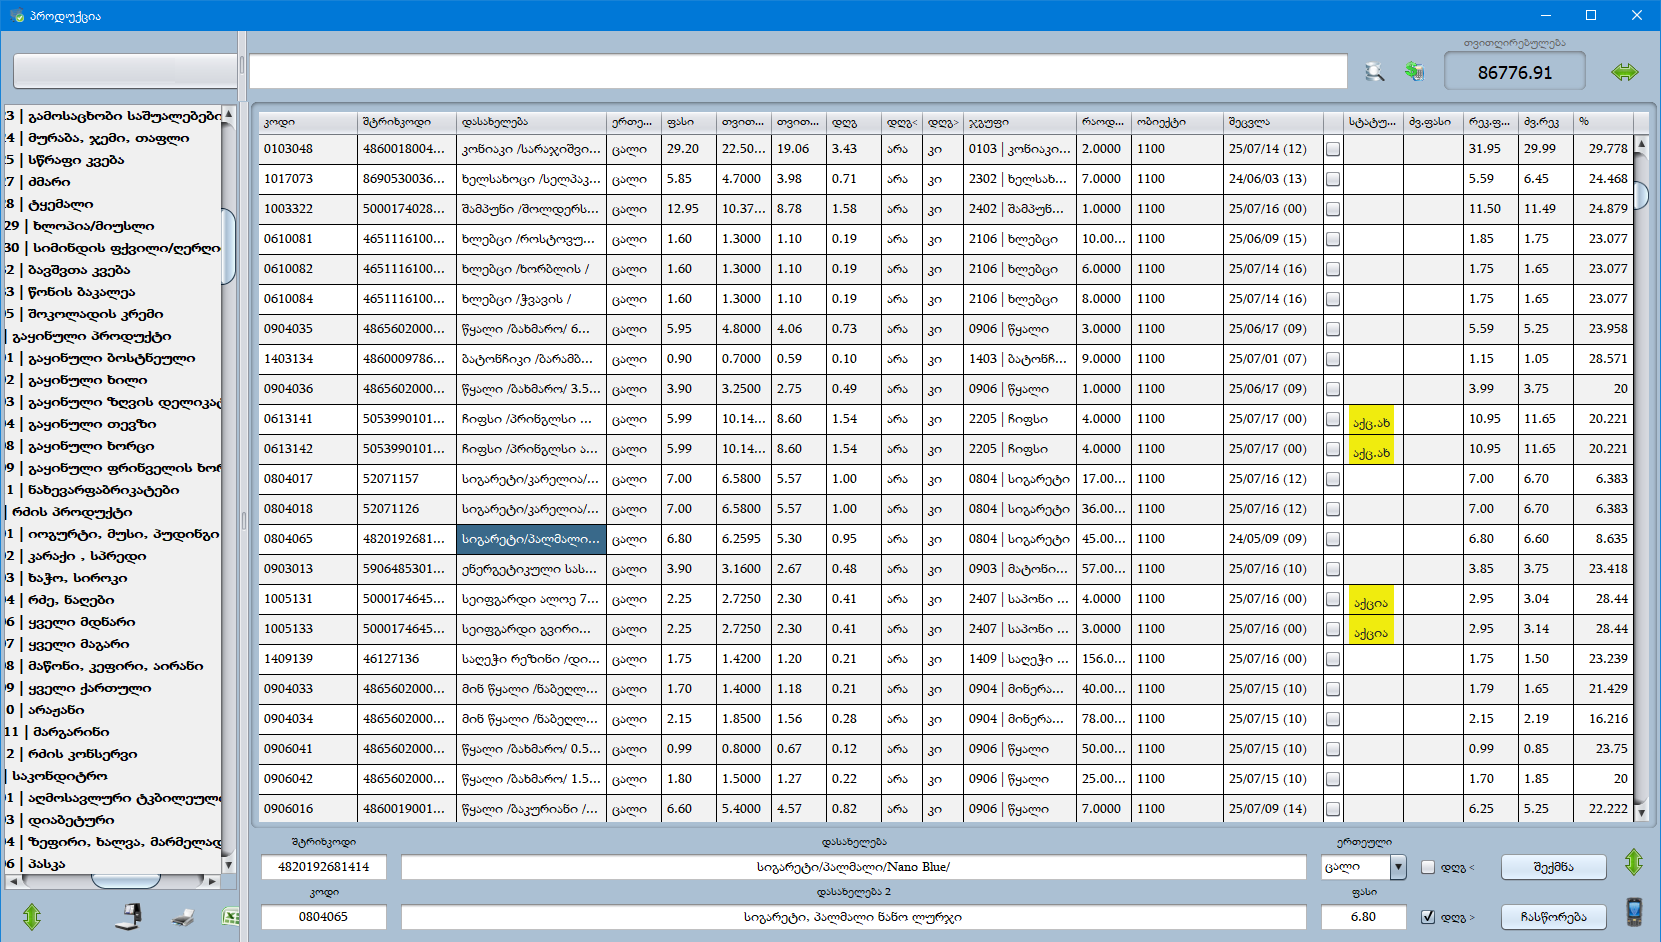 პროდუქცია
თვითღირებულება
86776.91
23 | გამოსაცხობი საშუალებები
24 | მურაბა, ჯემი, თაფლი
25 | სწრაფი კვება
27 | ძმარი
28 | ტყემალი
29 | ხლოპია/მიუსლი
30 | სიმინდის ფქვილი/ღერღი
52 | ბავშვთა კვება
53 | წონის ბაკალეა
95 | შოკოლადის კრემი
| გაყინული პროდუქტი
01 | გაყინული ბოსტნეული
02 | გაყინული ხილი
03 | გაყინული ზღვის დელიკატ
04 | გაყინული თევზი
08 | გაყინული ხორცი
09 | გაყინული ფრინველის ხორ
1 | ნახევარფაბრიკატები
| რძის პროდუქტი
01 | იოგურტი, მუსი, პუდინგი
02 | კარაქი , სპრედი
03 | ხაჭო, სიროკი
04 | რძე, ნაღები
06 | ყველი მდნარი
07 | ყველი მაგარი
08 | მაწონი, კეფირი, აირანი
09 | ყველი ქართული
0 | არაჟანი
11 | მარგარინი
2 | რძის კონსერვი
| საკონდიტრო
01 | აღმოსავლური ტკბილეულ
03 | დიაბეტური
04 | ზეფირი, ხალვა, მარმელად
06 | პასკა
კოდი შტრიხკოდი დასახელება ერთე... ფასი თვით... თვით... დღგ დღგ< დღგ> ჯგუფი რაოდ... ობიექტი შეცვლა სტატუ... ძვ.ფასი რეკ.ფ... ძვ.რეკ %
0103048 4860018004... კონიაკი /სარაჯიშვი... ცალი 29.20 22.50... 19.06 3.43 არა კი 0103 | კონიაკი... 2.0000 1100 25/07/14 (12) 31.95 29.99 29.778
1017073 8690530036... ხელსახოცი /სელპაკ... ცალი 5.85 4.7000 3.98 0.71 არა კი 2302 | ხელსახ... 7.0000 1100 24/06/03 (13) 5.59 6.45 24.468
1003322 5000174028... შამპუნი /შოლდერს... ცალი 12.95 10.37... 8.78 1.58 არა კი 2402 | შამპუნ... 1.0000 1100 25/07/16 (00) 11.50 11.49 24.879
0610081 4651116100... ხლებცი /როსტოვუ... ცალი 1.60 1.3000 1.10 0.19 არა კი 2106 | ხლებცი 10.00... 1100 25/06/09 (15) 1.85 1.75 23.077
0610082 4651116100... ხლებცი /ხორბლის / ცალი 1.60 1.3000 1.10 0.19 არა კი 2106 | ხლებცი 6.0000 1100 25/07/14 (16) 1.75 1.65 23.077
0610084 4651116100... ხლებცი /ჭვავის / ცალი 1.60 1.3000 1.10 0.19 არა კი 2106 | ხლებცი 8.0000 1100 25/07/14 (16) 1.75 1.65 23.077
0904035 4865602000... წყალი /ბახმარო/ 6... ცალი 5.95 4.8000 4.06 0.73 არა კი 0906 | წყალი 3.0000 1100 25/06/17 (09) 5.59 5.25 23.958
1403134 4860009786... ბატონჩიკი /ბარამბ... ცალი 0.90 0.7000 0.59 0.10 არა კი 1403 | ბატონჩ... 9.0000 1100 25/07/01 (07) 1.15 1.05 28.571
0904036 4865602000... წყალი /ბახმარო/ 3.5... ცალი 3.90 3.2500 2.75 0.49 არა კი 0906 | წყალი 1.0000 1100 25/06/17 (09) 3.99 3.75 20
0613141 5053990101... ჩიფსი /პრინგლსი ... ცალი 5.99 10.14... 8.60 1.54 არა კი 2205 | ჩიფსი 4.0000 1100 25/07/17 (00) აქც.ახ 10.95 11.65 20.221
0613142 5053990101... ჩიფსი /პრინგლსი ა... ცალი 5.99 10.14... 8.60 1.54 არა კი 2205 | ჩიფსი 4.0000 1100 25/07/17 (00) აქც.ახ 10.95 11.65 20.221
0804017 52071157 სიგარეტი/კარელია/... ცალი 7.00 6.5800 5.57 1.00 არა კი 0804 | სიგარეტი 17.00... 1100 25/07/16 (12) 7.00 6.70 6.383
0804018 52071126 სიგარეტი/კარელია/... ცალი 7.00 6.5800 5.57 1.00 არა კი 0804 | სიგარეტი 36.00... 1100 25/07/16 (12) 7.00 6.70 6.383
0804065 4820192681... სიგარეტი/პალმალი... ცალი 6.80 6.2595 5.30 0.95 არა კი 0804 | სიგარეტი 45.00... 1100 24/05/09 (09) 6.80 6.60 8.635
0903013 5906485301... ენერგეტიკული სას... ცალი 3.90 3.1600 2.67 0.48 არა კი 0903 | მატონი... 57.00... 1100 25/07/16 (10) 3.85 3.75 23.418
1005131 5000174645... სეიფგარდი ალოე 7... ცალი 2.25 2.7250 2.30 0.41 არა კი 2407 | საპონი ... 4.0000 1100 25/07/16 (00) აქცია 2.95 3.04 28.44
1005133 5000174645... სეიფგარდი გვირი... ცალი 2.25 2.7250 2.30 0.41 არა კი 2407 | საპონი ... 3.0000 1100 25/07/16 (00) აქცია 2.95 3.14 28.44
1409139 46127136 საღეჭი რეზინი /დი... ცალი 1.75 1.4200 1.20 0.21 არა კი 1409 | საღეჭი ... 156.0... 1100 25/07/16 (00) 1.75 1.50 23.239
0904033 4865602000... მინ წყალი /ნაბეღლ... ცალი 1.70 1.4000 1.18 0.21 არა კი 0904 | მინერა... 40.00... 1100 25/07/15 (10) 1.79 1.65 21.429
0904034 4865602000... მინ წყალი /ნაბეღლ... ცალი 2.15 1.8500 1.56 0.28 არა კი 0904 | მინერა... 78.00... 1100 25/07/15 (10) 2.15 2.19 16.216
0906041 4865602000... წყალი /ბახმარო/ 0.5... ცალი 0.99 0.8000 0.67 0.12 არა კი 0906 | წყალი 50.00... 1100 25/07/15 (10) 0.99 0.85 23.75
0906042 4865602000... წყალი /ბახმარო/ 1.5... ცალი 1.80 1.5000 1.27 0.22 არა კი 0906 | წყალი 25.00... 1100 25/07/15 (10) 1.70 1.85 20
0906016 4860019001... წყალი /ბაკურიანი /... ცალი 6.60 5.4000 4.57 0.82 არა კი 0906 | წყალი 7.0000 1100 25/07/09 (14) 6.25 5.25 22.222
შტრიხკოდი დასახელება ერთეული
4820192681414 სიგარეტი/პალმალი/Nano Blue/ ცალი დღგ < შექმნა
კოდი დასახელება 2 ფასი
0804065 სიგარეტი, პალმალი ნანო ლურჯი 6.80 დღგ > ჩასწორება